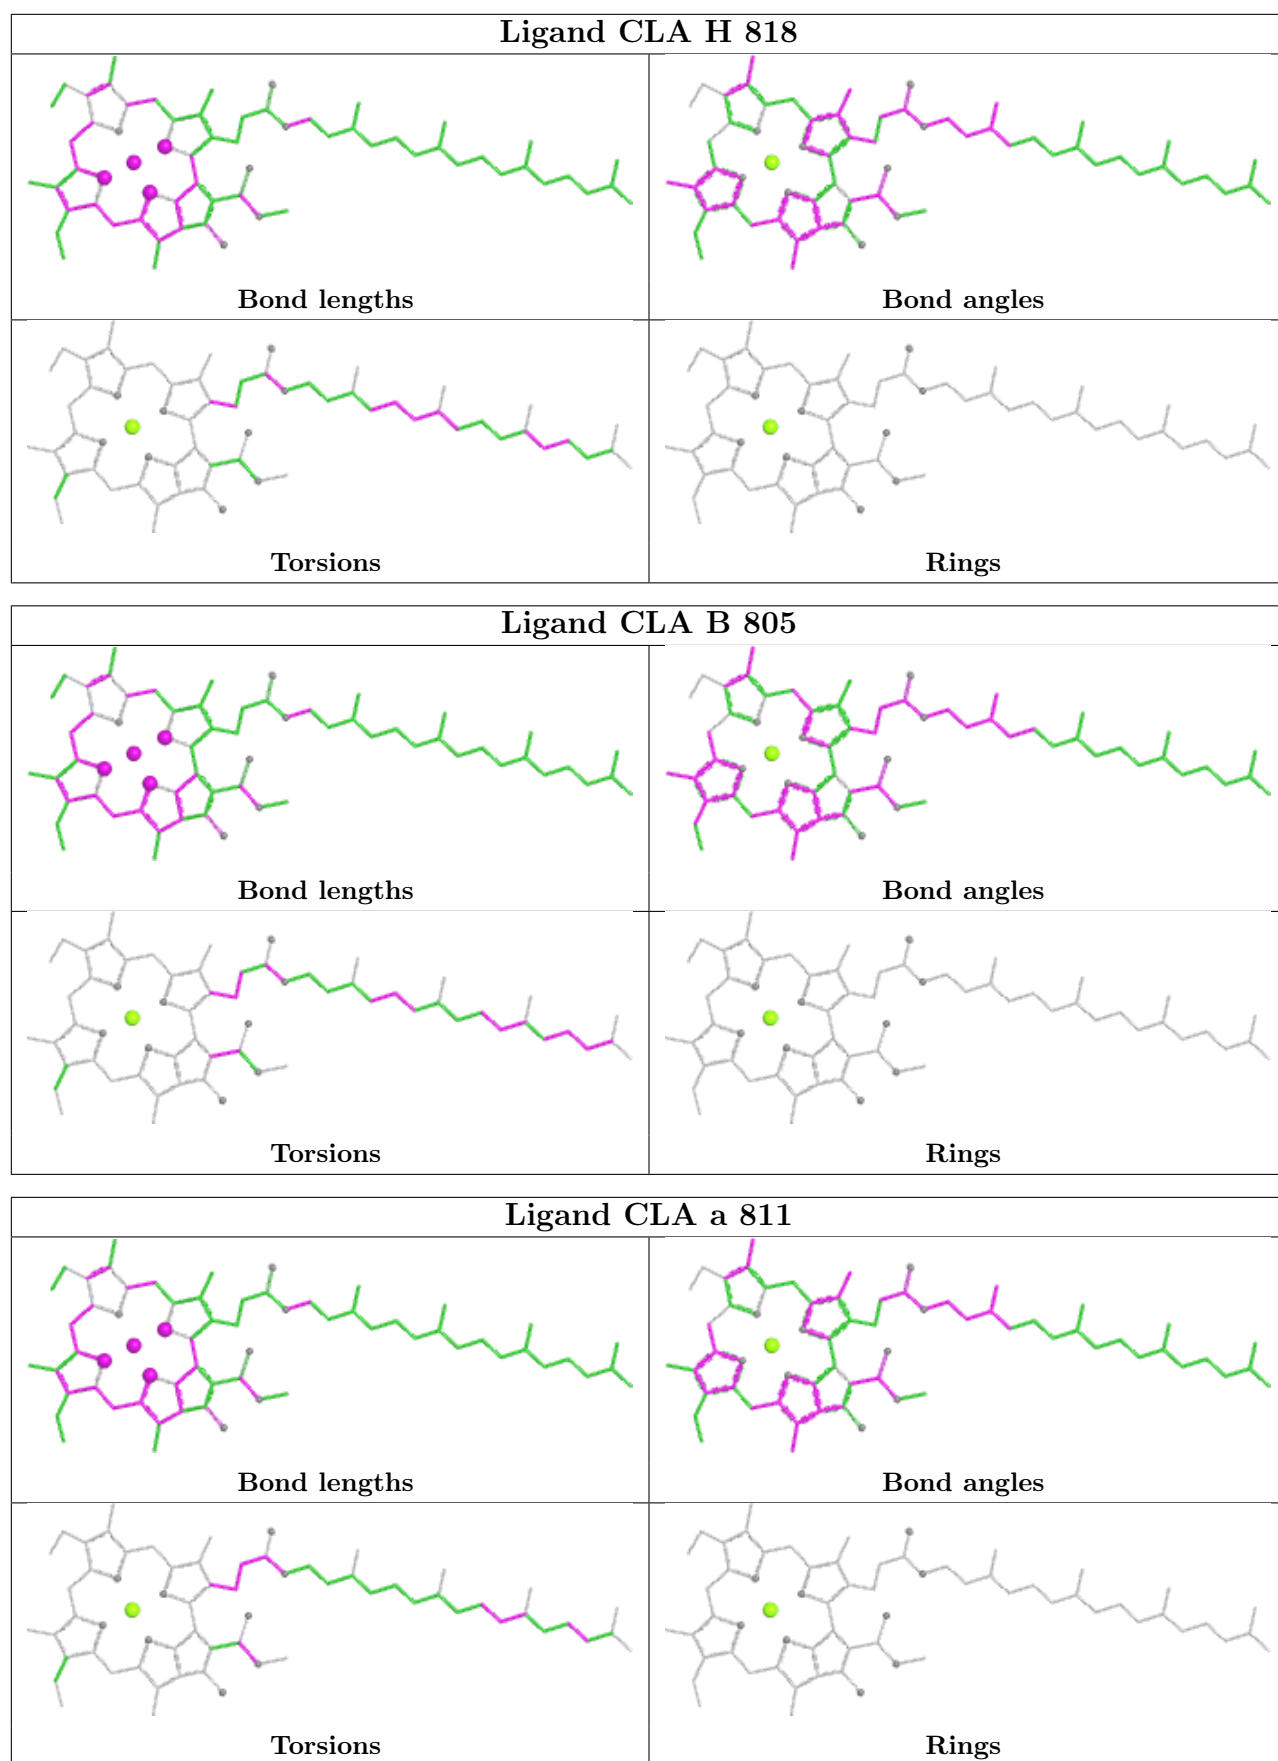 Ligand CLA H 818
Bond lengths
Bond angles
Torsions
Rings
Ligand CLA B 805
Bond lengths
Bond angles
Torsions
Rings
Ligand CLA a 811
Bond lengths
Bond angles
Torsions
Rings